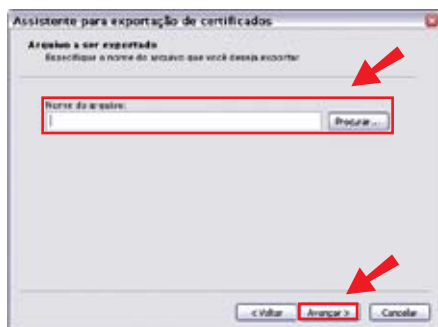 Assistente para exportação de certificados
Arquivo a ser exportado
Especifique o nome do arquivo que você deseja exportar
Nome do arquivo:
Procurar...
< Voltar
Avançar >
Cancelar